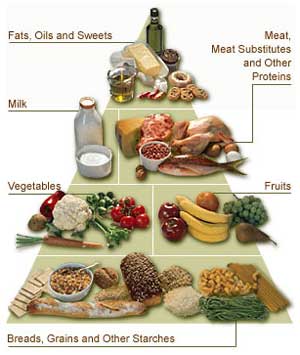 Fats, Oils and Sweets
Meat,
Meat Substitutes
and Other
Proteins
Milk
Vegetables
Fruits
Breads, Grains and Other Starches